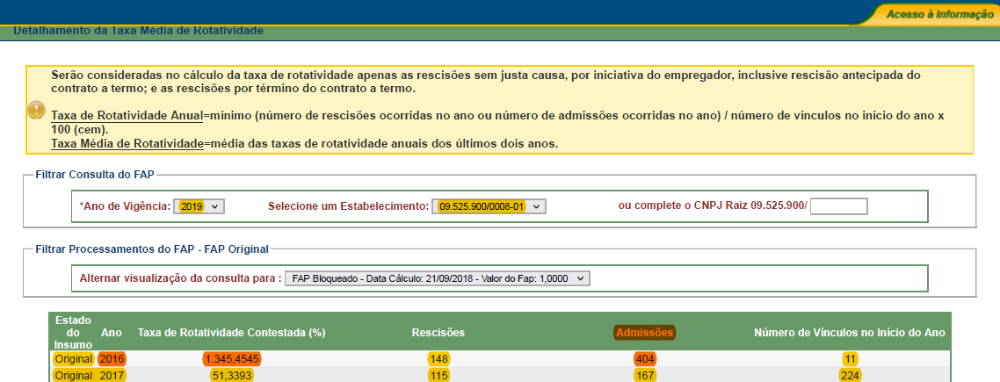 Acesso à Informação
Detalhamento da Taxa Média de Rotatividade
Serão consideradas no cálculo da taxa de rotatividade apenas as rescisões sem justa causa, por iniciativa do empregador, inclusive rescisão antecipada do
contrato a termo; e as rescisões por término do contrato a termo.
Taxa de Rotatividade Anual=mínimo (número de rescisões ocorridas no ano ou número de admissões ocorridas no ano) / número de vínculos no início do ano x
100 (cem).
Taxa Média de Rotatividade=média das taxas de rotatividade anuais dos últimos dois anos.
Filtrar Consulta do FAP
*Ano de Vigência: 2019 Selecione um Estabelecimento: 09.525.900/0008-01 ou complete o CNPJ Raiz 09.525.900/
Filtrar Processamentos do FAP - FAP Original
Alternar visualização da consulta para : FAP Bloqueado - Data Cálculo: 21/09/2018 - Valor do Fap: 1,0000
Estado do Insumo Ano Taxa de Rotatividade Contestada (%) Rescisões Admissões Número de Vínculos no Início do Ano
Original 2016 1.345,4545 148 404 11
Original 2017 51,3393 115 167 224